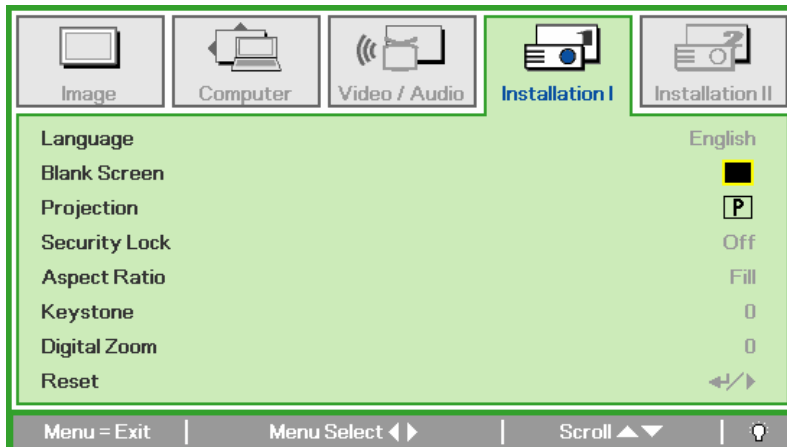 Image Computer Video / Audio Installation I Installation II
Language English
Blank Screen
Projection P
Security Lock Off
Aspect Ratio Fill
Keystone 0
Digital Zoom 0
Reset
Menu = Exit Menu Select Scroll